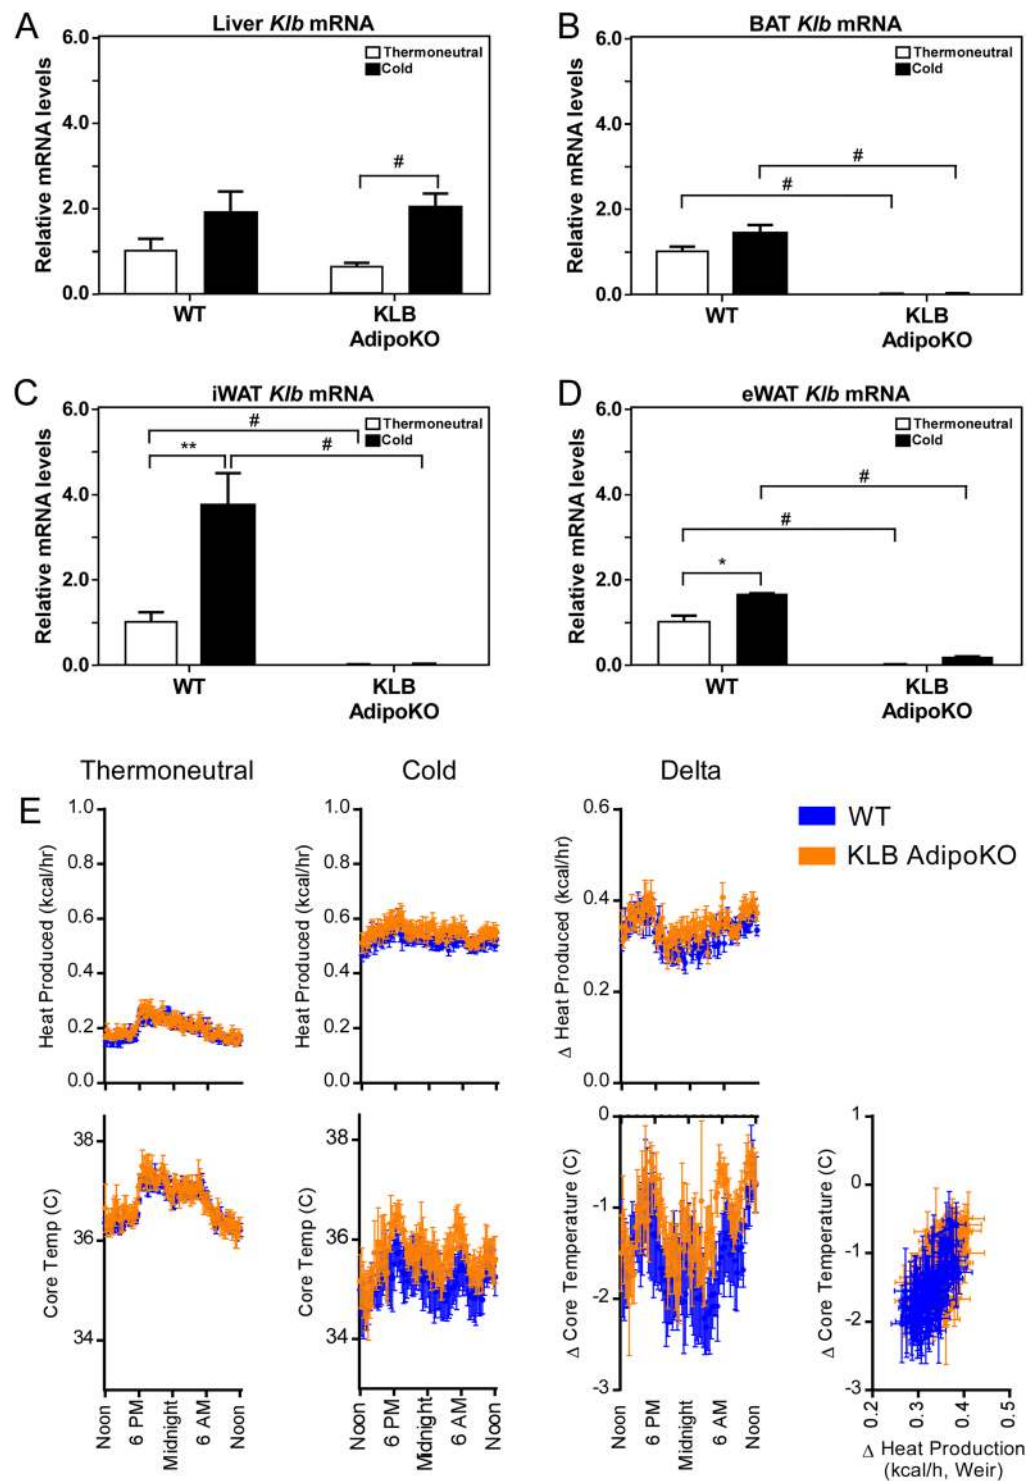 A
Liver Klb mRNA
Relative mRNA levels
6.0
4.0
2.0
0.0
Thermoneutral
Cold
#
WT
KLB
AdipoKO
B
BAT Klb mRNA
Relative mRNA levels
6.0
4.0
2.0
0.0
Thermoneutral
Cold
#
#
WT
KLB
AdipoKO
C
iWAT Klb mRNA
Relative mRNA levels
6.0
4.0
2.0
0.0
Thermoneutral
Cold
#
**
#
WT
KLB
AdipoKO
D
eWAT Klb mRNA
Relative mRNA levels
6.0
4.0
2.0
0.0
Thermoneutral
Cold
#
#
*
WT
KLB
AdipoKO
E
Thermoneutral
Cold
Delta
WT
KLB AdipoKO
Heat Produced (kcal/hr)
1.0
0.8
0.6
0.4
0.2
0.0
Heat Produced (kcal/hr)
1.0
0.8
0.6
0.4
0.2
0.0
Δ Heat Produced (kcal/hr)
0.6
0.4
0.2
0.0
Core Temp (C)
38
36
34
Noon
6 PM
Midnight
6 AM
Noon
Core Temp (C)
38
36
34
Noon
6 PM
Midnight
6 AM
Noon
Δ Core Temperature (C)
0
-1
-2
-3
Noon
6 PM
Midnight
6 AM
Noon
Δ Core Temperature (C)
1
0
-1
-2
-3
0.2
0.3
0.4
0.5
Δ Heat Production
(kcal/h, Weir)